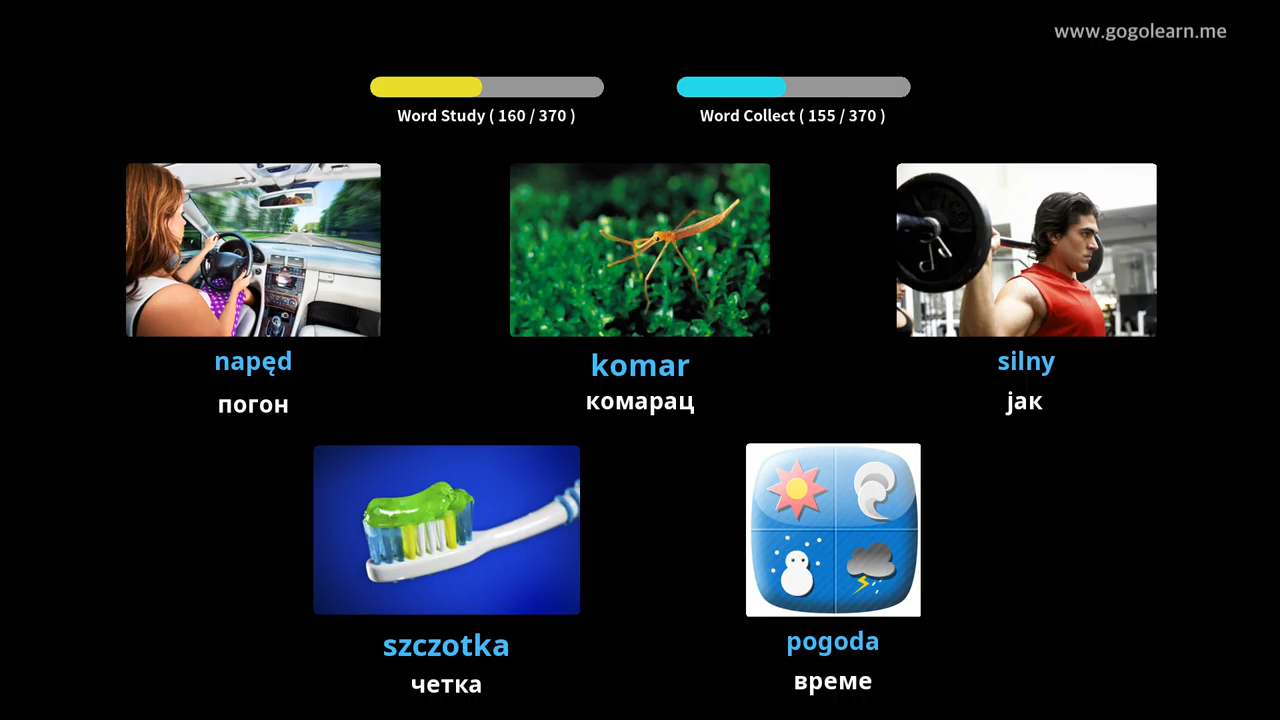 www.gogolearn.me
Word Study ( 160 / 370 )
Word Collect ( 155 / 370 )
napęd
погон
komar
комарац
silny
јак
szczotka
четка
pogoda
време